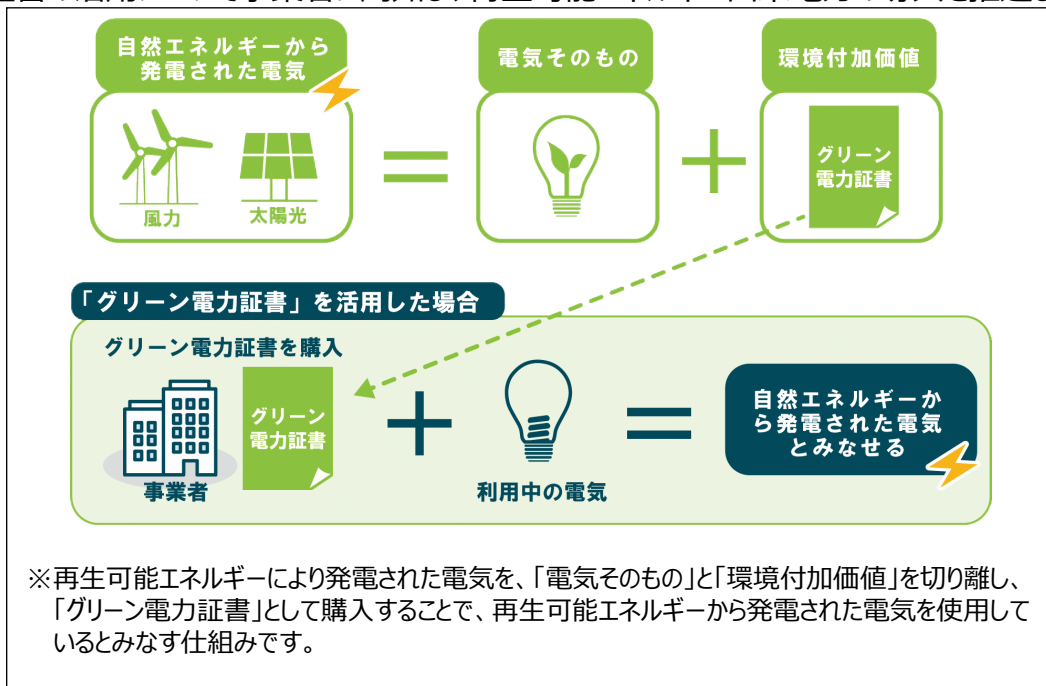 自然エネルギーから
発電された電気
電気そのもの
環境付加価値
風力
太陽光
=
+
グリーン
電力証書
「グリーン電力証書」を活用した場合
グリーン電力証書を購入
グリーン
電力証書
事業者
+
利用中の電気
=
自然エネルギーか
ら発電された電気
とみなせる
※再生可能エネルギーにより発電された電気を、「電気そのもの」と「環境付加価値」を切り離し、
「グリーン電力証書」として購入することで、再生可能エネルギーから発電された電気を使用して
いるとみなす仕組みです。